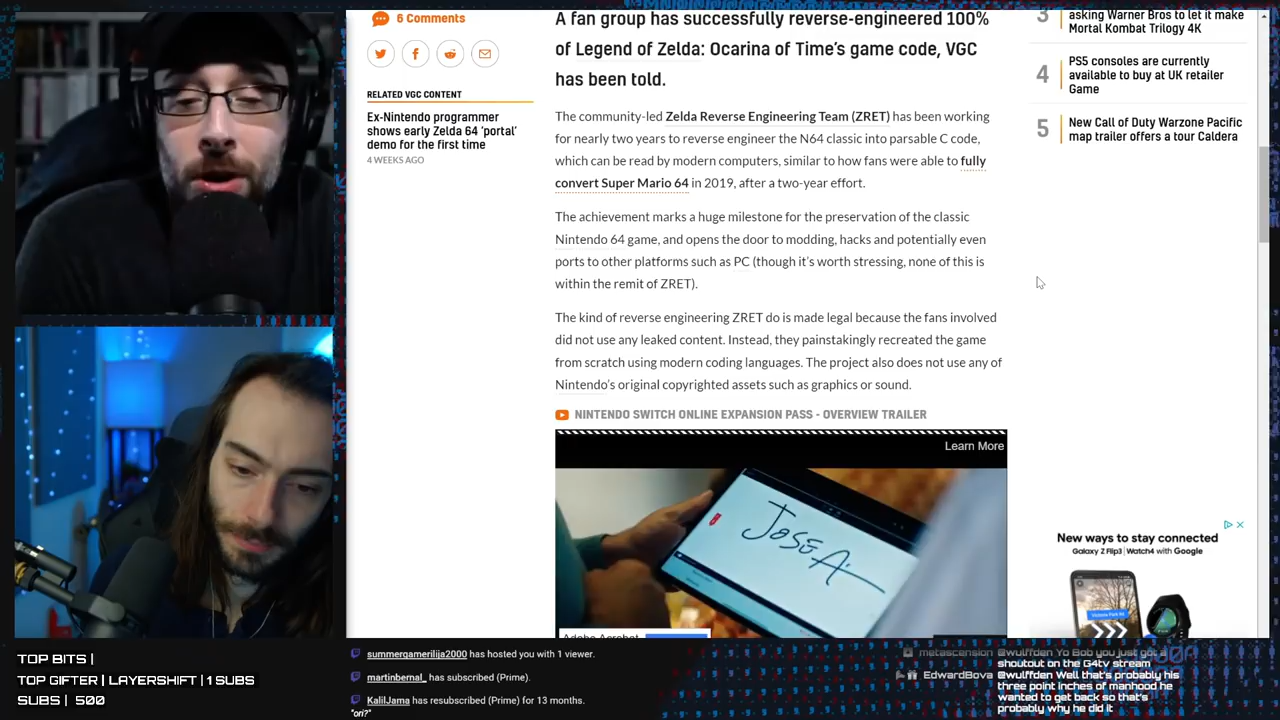 6 Comments
RELATED VGC CONTENT
Ex-Nintendo programmer
shows early Zelda 64 ‘portal’
demo for the first time
4 WEEKS AGO
A fan group has successfully reverse-engineered 100%
of Legend of Zelda: Ocarina of Time’s game code, VGC
has been told.
The community-led Zelda Reverse Engineering Team (ZRET) has been working
for nearly two years to reverse engineer the N64 classic into parsable C code,
which can be read by modern computers, similar to how fans were able to fully
convert Super Mario 64 in 2019, after a two-year effort.
The achievement marks a huge milestone for the preservation of the classic
Nintendo 64 game, and opens the door to modding, hacks and potentially even
ports to other platforms such as PC (though it’s worth stressing, none of this is
within the remit of ZRET).
The kind of reverse engineering ZRET do is made legal because the fans involved
did not use any leaked content. Instead, they painstakingly recreated the game
from scratch using modern coding languages. The project also does not use any of
Nintendo’s original copyrighted assets such as graphics or sound.
NINTENDO SWITCH ONLINE EXPANSION PASS - OVERVIEW TRAILER
Learn More
JOSE A.
Adobe Acrobat
3
asking Warner Bros to let it make
Mortal Kombat Trilogy 4K
4
PS5 consoles are currently
available to buy at UK retailer
Game
5
New Call of Duty Warzone Pacific
map trailer offers a tour Caldera
New ways to stay connected
Galaxy Z Flip3 | Watch4 with Google
TOP BITS |
TOP GIFTER | LAYERSHIFT | 1 SUBS
SUBS | 500
summergamerilija2000 has hosted you with 1 viewer.
martinbernal_ has subscribed (Prime).
KalilJama has resubscribed (Prime) for 13 months.
"ori?"
metascension @wulffden Yo Bob you just got a
shoutout on the G4tv stream
EdwardBova @wulffden Well that's probably his
three point inches of manhood he
wanted to get back so that's
probably why he did it